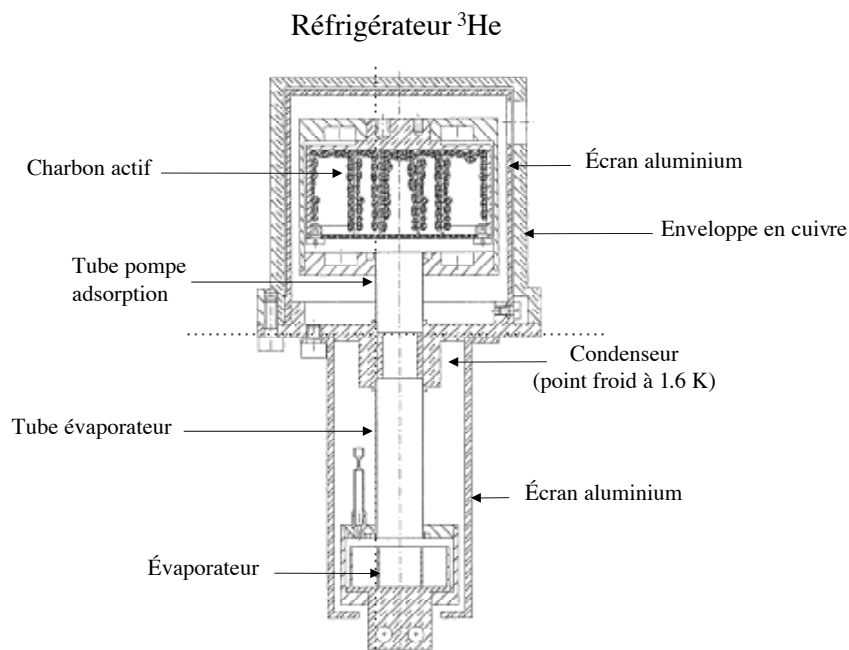 Réfrigérateur ³He
Charbon actif
Écran aluminium
Enveloppe en cuivre
Tube pompe
adsorption
Condenseur
(point froid à 1.6 K)
Tube évaporateur
Écran aluminium
Évaporateur